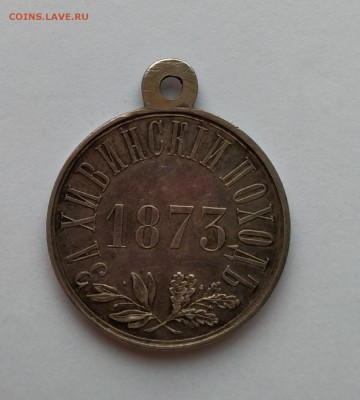 COINS.LAVE.RU
ЗА ХИВИНСКІЙ ПОХОДЪ
1873